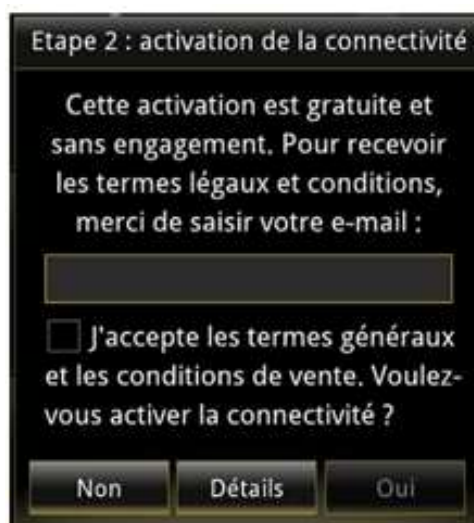 Etape 2 : activation de la connectivité
Cette activation est gratuite et
sans engagement. Pour recevoir
les termes légaux et conditions,
merci de saisir votre e-mail :
J'accepte les termes généraux
et les conditions de vente. Voulez-
vous activer la connectivité ?
Non Détails Oui